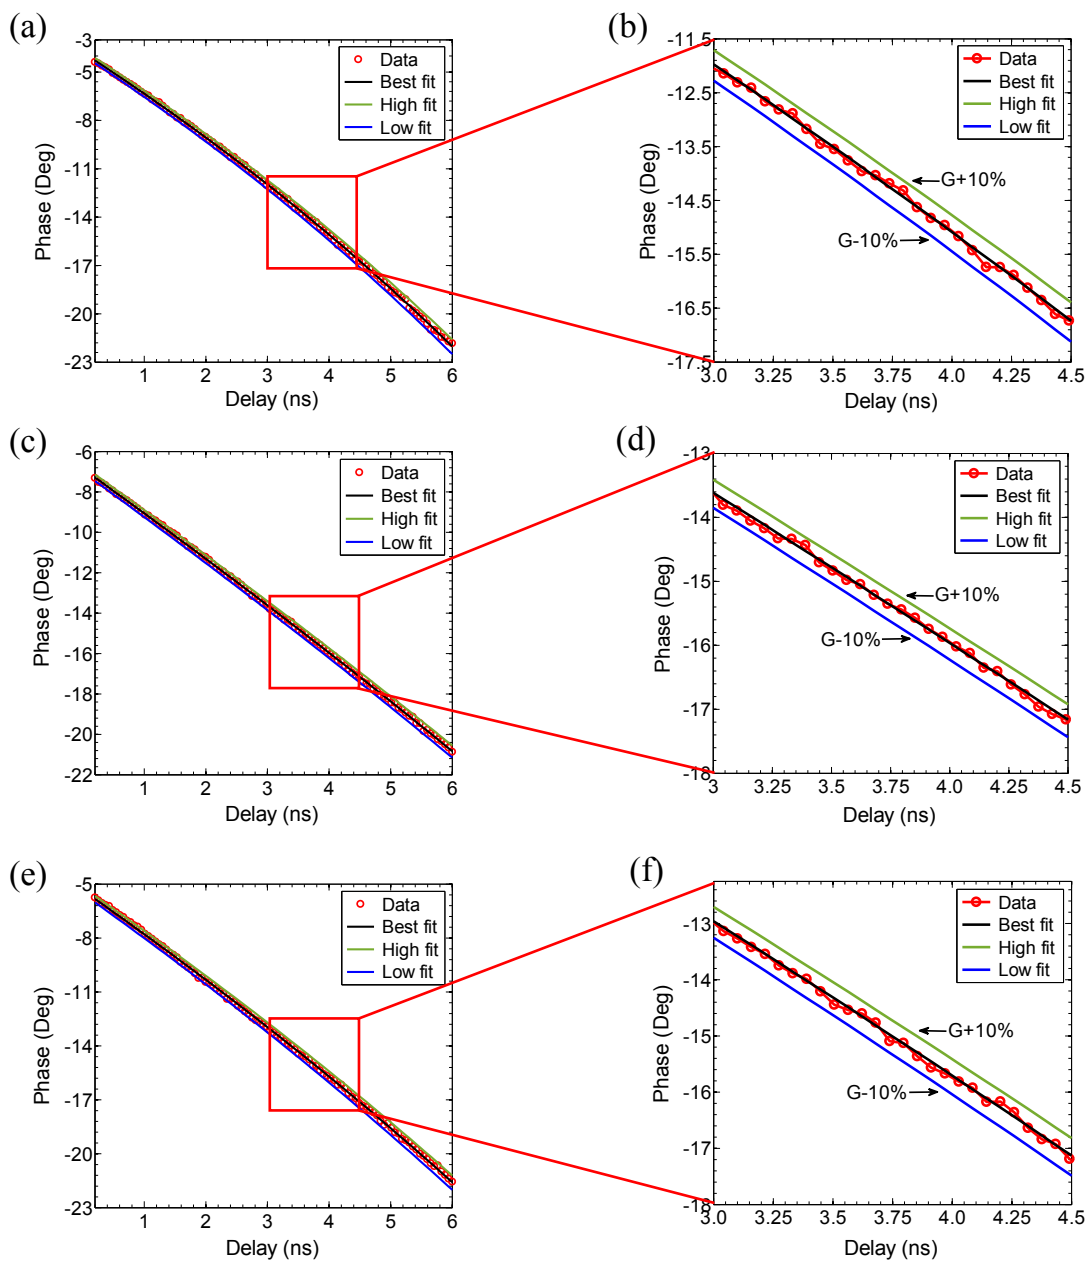 (a)
-3
-5
-8
-11
-14
-17
-20
-23
1
2
3
4
5
6
Phase (Deg)
Delay (ns)
Data
Best fit
High fit
Low fit
(b)
-11.5
-12.5
-13.5
-14.5
-15.5
-16.5
-17.5
3.0
3.25
3.5
3.75
4.0
4.25
4.5
Phase (Deg)
Delay (ns)
Data
Best fit
High fit
Low fit
G+10%
G-10%
(c)
-6
-8
-10
-12
-14
-16
-18
-20
-22
1
2
3
4
5
6
Phase (Deg)
Delay (ns)
Data
Best fit
High fit
Low fit
(d)
-13
-14
-15
-16
-17
-18
3
3.25
3.5
3.75
4.0
4.25
4.5
Phase (Deg)
Delay (ns)
Data
Best fit
High fit
Low fit
G+10%
G-10%
(e)
-5
-8
-11
-14
-17
-20
-23
1
2
3
4
5
6
Phase (Deg)
Delay (ns)
Data
Best fit
High fit
Low fit
(f)
-13
-14
-15
-16
-17
-18
3.0
3.25
3.5
3.75
4.0
4.25
4.5
Phase (Deg)
Delay (ns)
Data
Best fit
High fit
Low fit
G+10%
G-10%